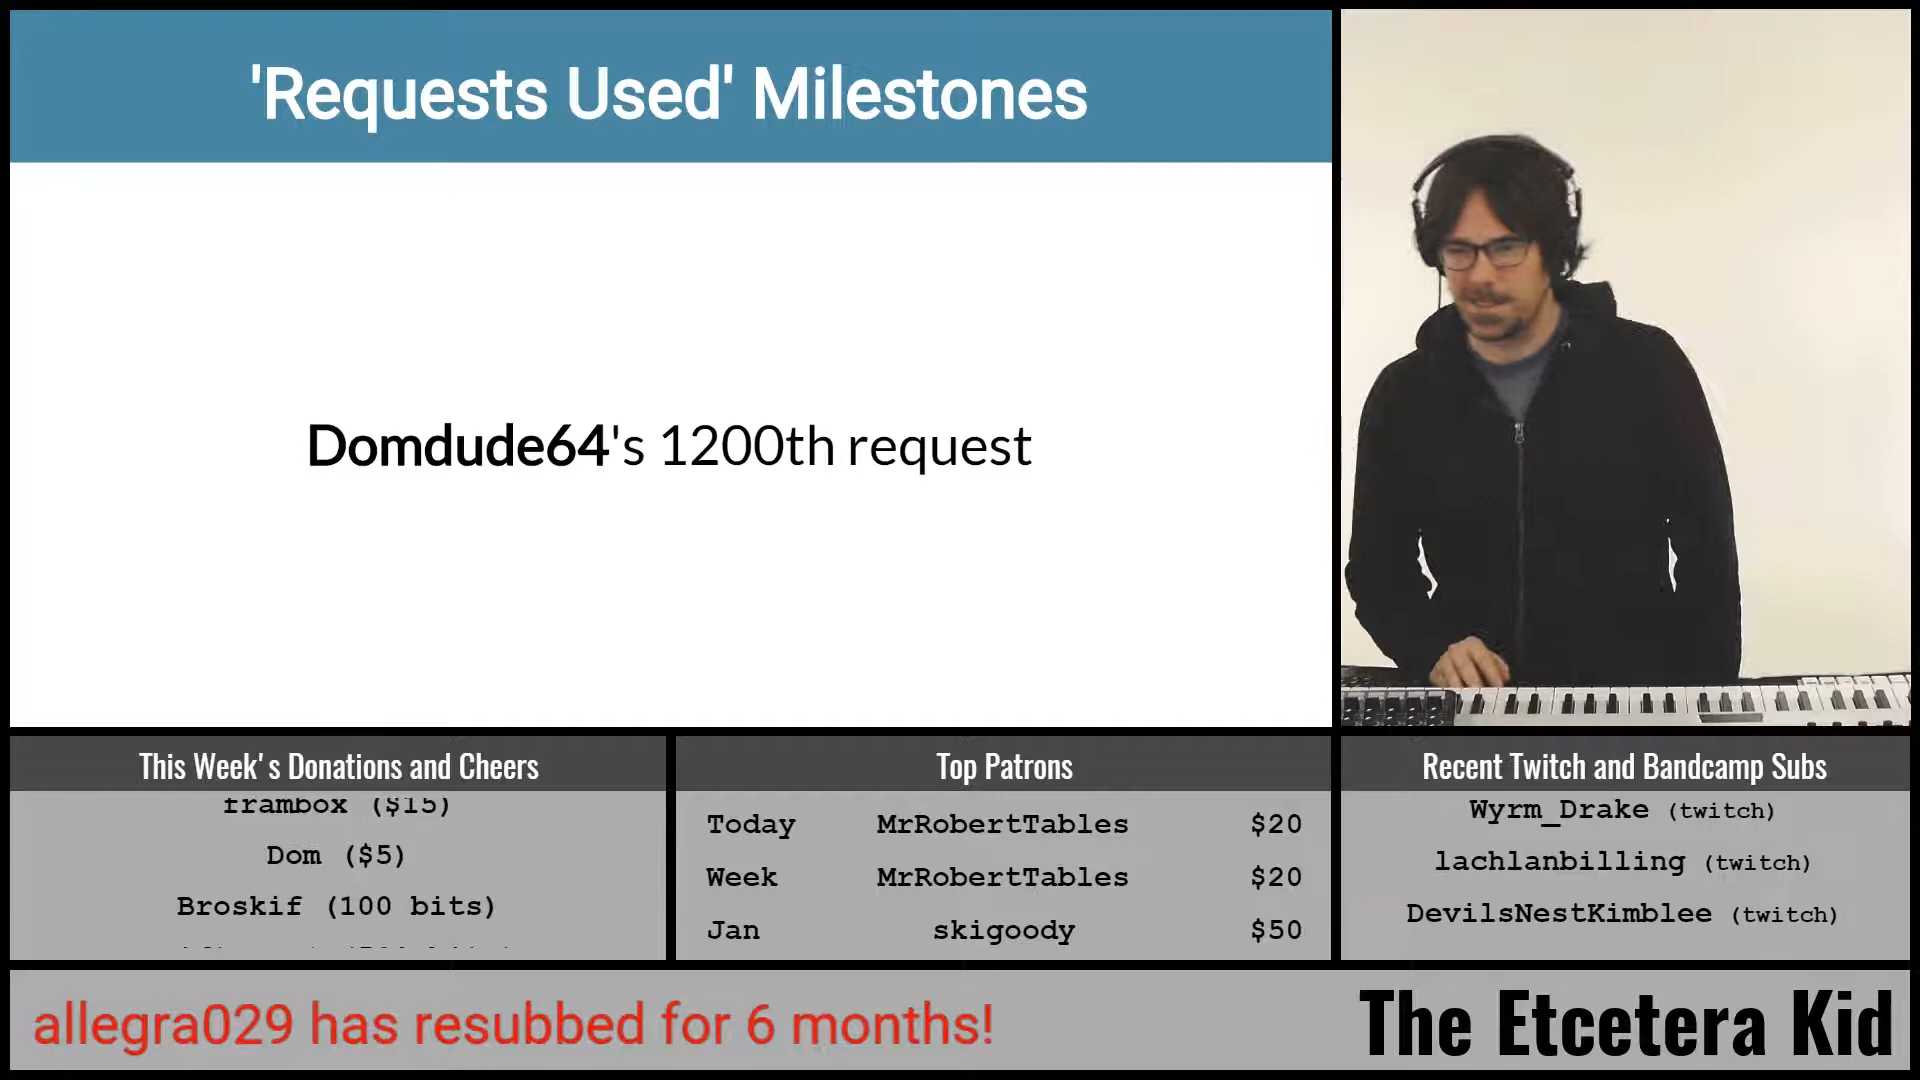 'Requests Used' Milestones
Domdude64's 1200th request
This Week's Donations and Cheers
frambox ($15)
Dom ($5)
Broskif (100 bits)
Top Patrons
Today MrRobertTables $20
Week MrRobertTables $20
Jan skigoody $50
Recent Twitch and Bandcamp Subs
Wyrm_Drake (twitch)
lachlanbilling (twitch)
DevilsNestKimblee (twitch)
allegra029 has resubbed for 6 months!
The Etcetera Kid